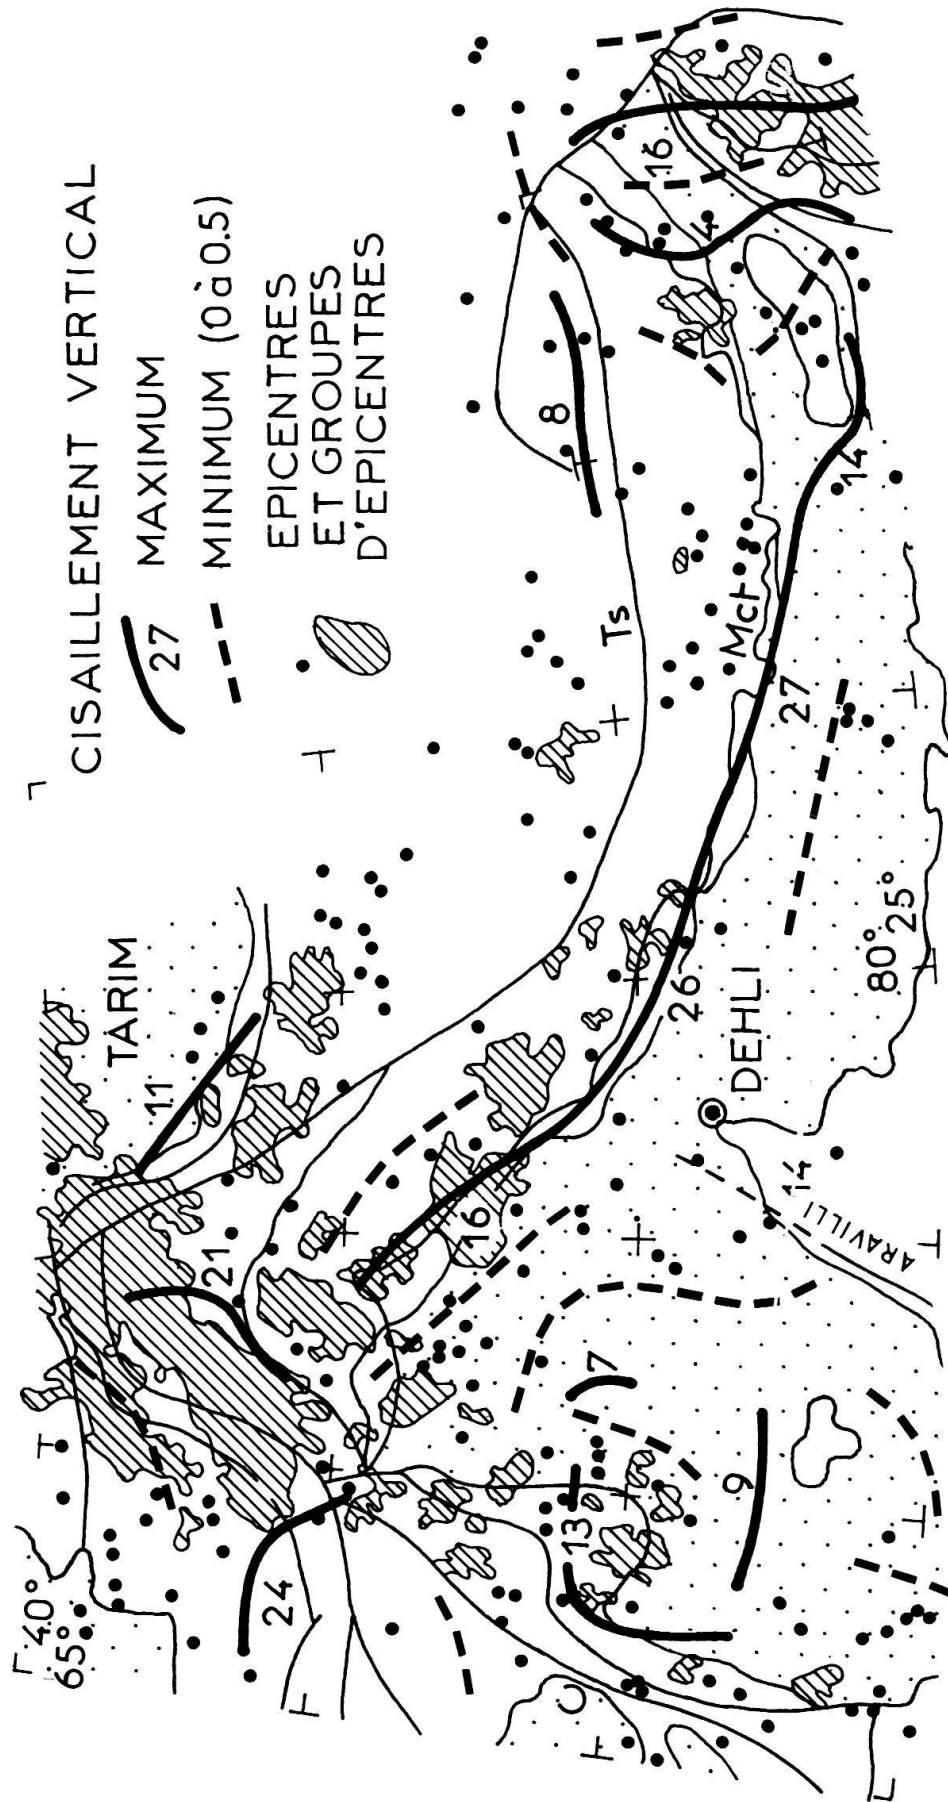 CISAILLEMENT VERTICAL
27 MAXIMUM
MINIMUM (0 à 0.5)
EPICENTRES
ET GROUPES
D'EPICENTRES
40°
65°
TARIM
11
21
24
16
8
16
4
Ts
Mct
14
27
26
DEHLI
80°
25°
14
ARAVILLI
7
13
9